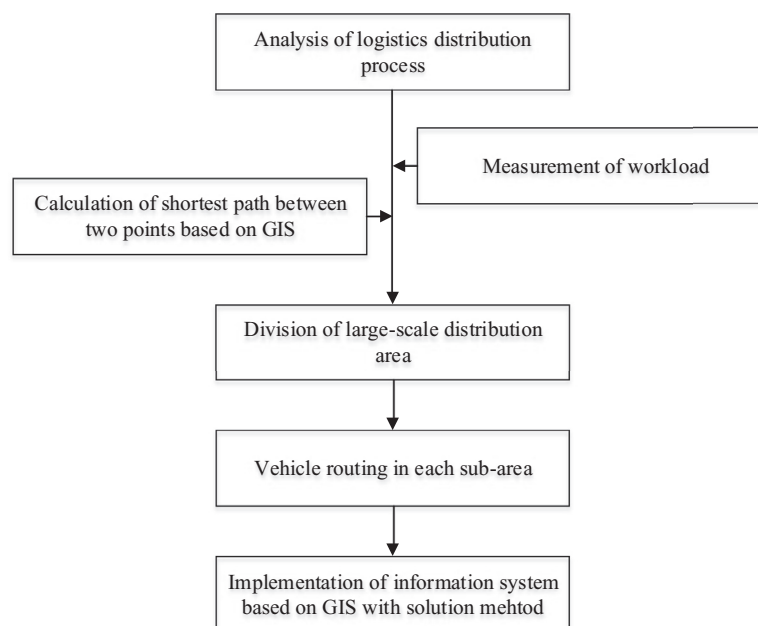 Analysis of logistics distribution
process
Measurement of workload
Calculation of shortest path between
two points based on GIS
Division of large-scale distribution
area
Vehicle routing in each sub-area
Implementation of information system
based on GIS with solution mehtod